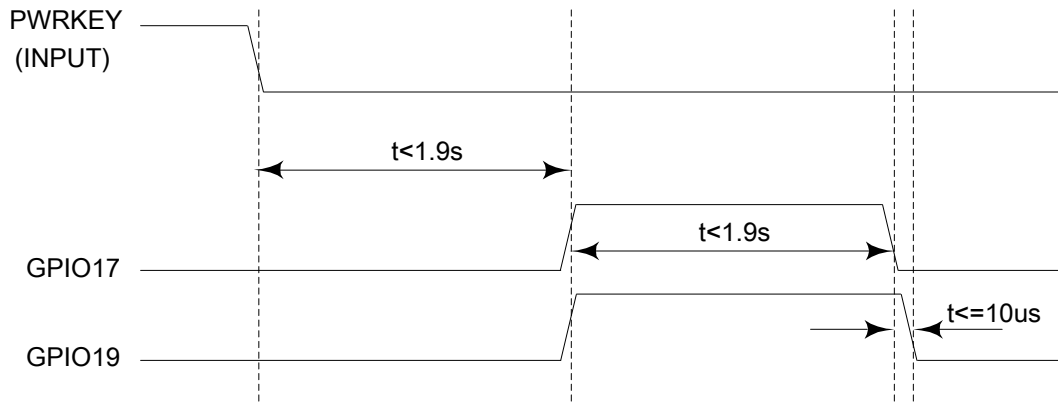 PWRKEY
(INPUT)
t<1.9s
t<1.9s
GPIO17
t<=10us
GPIO19